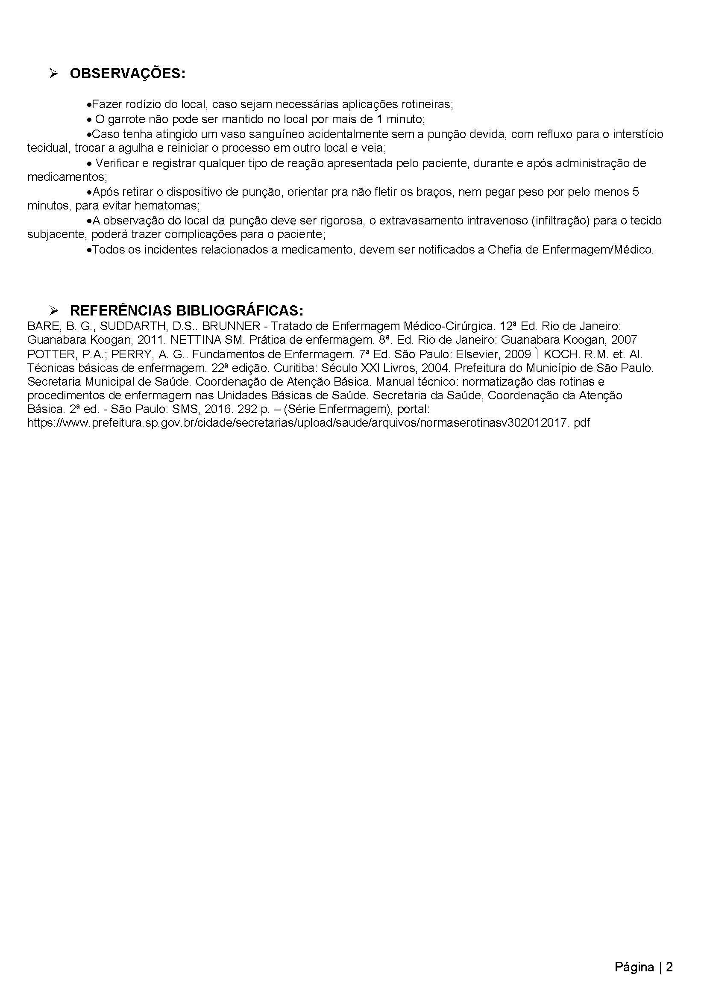 ➢ OBSERVAÇÕES:
•Fazer rodízio do local, caso sejam necessárias aplicações rotineiras;
• O garrote não pode ser mantido no local por mais de 1 minuto;
•Caso tenha atingido um vaso sanguíneo acidentalmente sem a punção devida, com refluxo para o interstício
tecidual, trocar a agulha e reiniciar o processo em outro local e veia;
• Verificar e registrar qualquer tipo de reação apresentada pelo paciente, durante e após administração de
medicamentos;
•Após retirar o dispositivo de punção, orientar pra não fletir os braços, nem pegar peso por pelo menos 5
minutos, para evitar hematomas;
•A observação do local da punção deve ser rigorosa, o extravasamento intravenoso (infiltração) para o tecido
subjacente, poderá trazer complicações para o paciente;
•Todos os incidentes relacionados a medicamento, devem ser notificados a Chefia de Enfermagem/Médico.
➢ REFERÊNCIAS BIBLIOGRÁFICAS:
BARE, B. G., SUDDARTH, D.S.. BRUNNER - Tratado de Enfermagem Médico-Cirúrgica. 12ª Ed. Rio de Janeiro:
Guanabara Koogan, 2011. NETTINA SM. Prática de enfermagem. 8ª. Ed. Rio de Janeiro: Guanabara Koogan, 2007
POTTER, P.A.; PERRY, A. G.. Fundamentos de Enfermagem. 7ª Ed. São Paulo: Elsevier, 2009 ⎫ KOCH. R.M. et. Al.
Técnicas básicas de enfermagem. 22ª edição. Curitiba: Século XXI Livros, 2004. Prefeitura do Município de São Paulo.
Secretaria Municipal de Saúde. Coordenação de Atenção Básica. Manual técnico: normatização das rotinas e
procedimentos de enfermagem nas Unidades Básicas de Saúde. Secretaria da Saúde, Coordenação da Atenção
Básica. 2ª ed. - São Paulo: SMS, 2016. 292 p. – (Série Enfermagem), portal:
https://www.prefeitura.sp.gov.br/cidade/secretarias/upload/saude/arquivos/normaserotinasv302012017. pdf
Página | 2